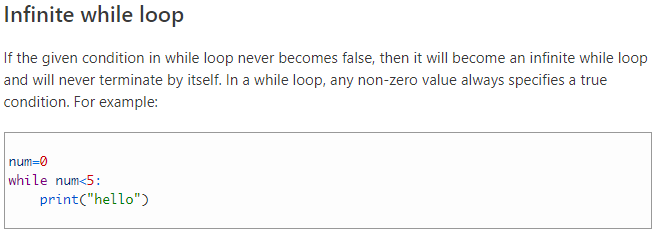 Infinite while loop
If the given condition in while loop never becomes false, then it will become an infinite while loop
and will never terminate by itself. In a while loop, any non-zero value always specifies a true
condition. For example:
num=0
while num<5:
    print("hello")